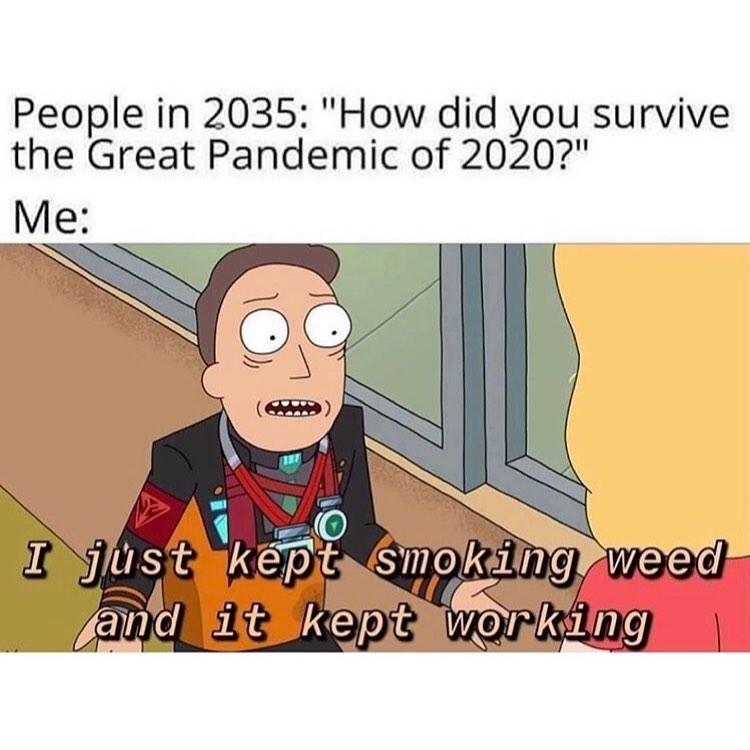 People in 2035: "How did you survive
the Great Pandemic of 2020?"
Me:
I just kept smoking weed
and it kept working